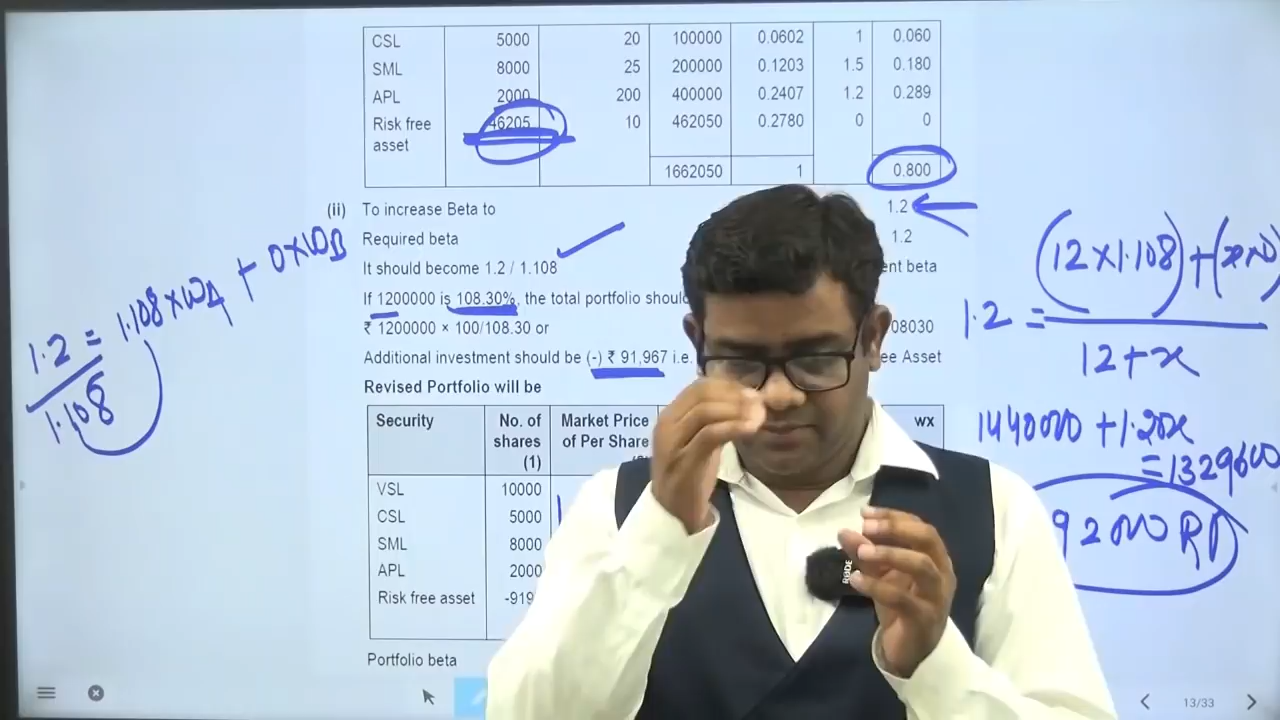 CSL 5000 20 100000 0.0602 1 0.060
SML 8000 25 200000 0.1203 1.5 0.180
APL 2000 200 400000 0.2407 1.2 0.289
Risk free asset 46205 10 462050 0.2780 0 0
1662050 1 0.800
(ii) To increase Beta to 1.2
Required beta 1.2
It should become 1.2 / 1.108 beta
If 1200000 is 108.30%, the total portfolio
₹ 1200000 × 100/108.30 or 08030
Additional investment should be (-) ₹ 91,967 i.e. Asset
Revised Portfolio will be
Security No. of shares (1) Market Price of Per Share wx
VSL 10000
CSL 5000
SML 8000
APL 2000
Risk free asset -919
Portfolio beta
1.2 = 1.108 × WA + 0 × WB
1.108
1.2 = (12×1.108) + (x×0)
12+x
1440000 + 1.20x
= 1329600
92000 RF
RODE
13/33